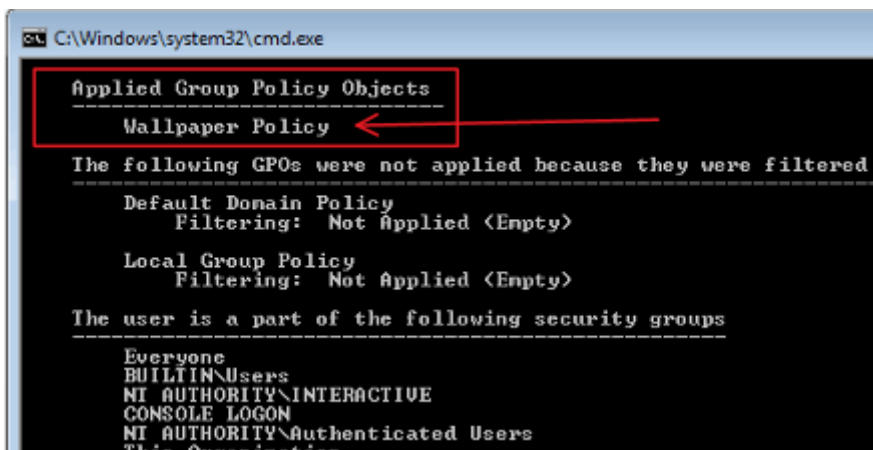 C:\Windows\system32\cmd.exe
Applied Group Policy Objects
Wallpaper Policy
The following GPOs were not applied because they were filtered
Default Domain Policy
Filtering: Not Applied (Empty)
Local Group Policy
Filtering: Not Applied (Empty)
The user is a part of the following security groups
Everyone
BUILTIN\Users
NT AUTHORITY\INTERACTIVE
CONSOLE LOGON
NT AUTHORITY\Authenticated Users
This Organization